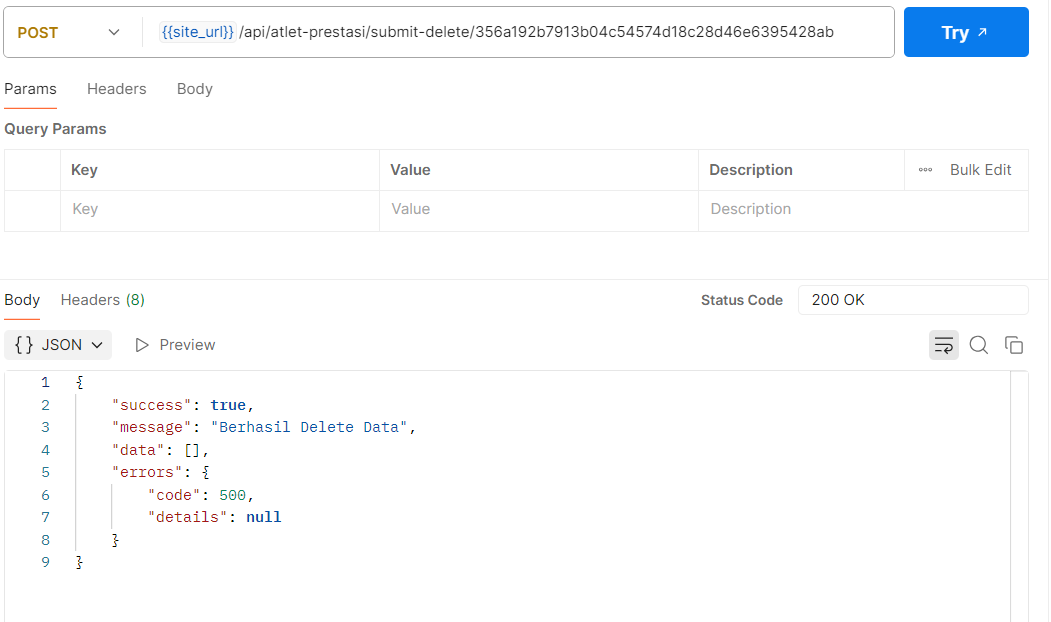 POST {{site_url}} /api/atlet-prestasi/submit-delete/356a192b7913b04c54574d18c28d46e6395428ab Try ↗
Params Headers Body
Query Params
Key Value Description ooo Bulk Edit
Key Value Description
Body Headers (8) Status Code 200 OK
{} JSON Preview
1 {
2 "success": true,
3 "message": "Berhasil Delete Data",
4 "data": [],
5 "errors": {
6 "code": 500,
7 "details": null
8 }
9 }